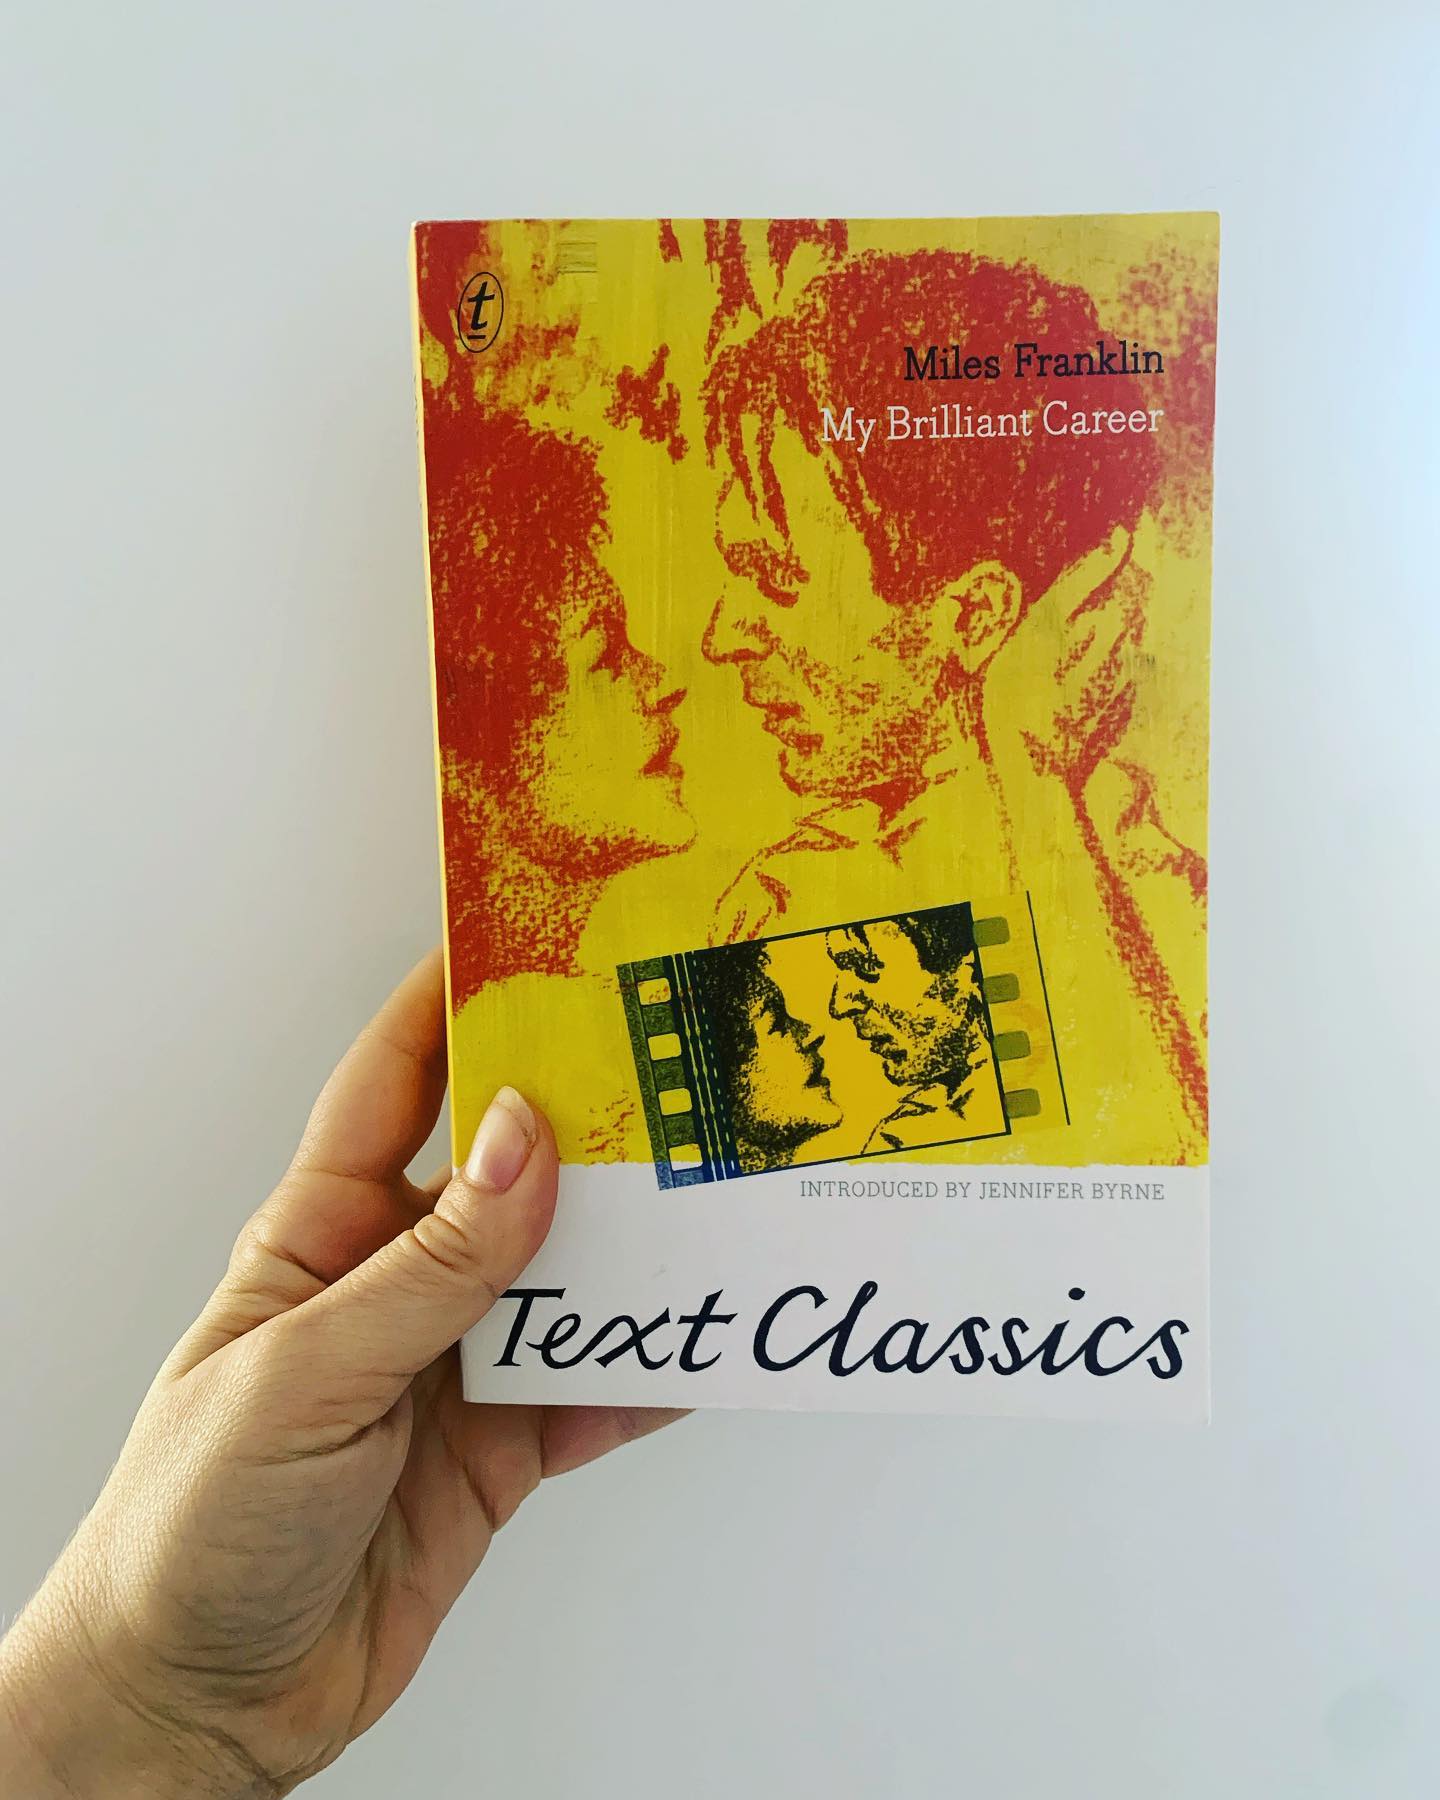 t
Miles Franklin
My Brilliant Career
INTRODUCED BY JENNIFER BYRNE
Text Classics